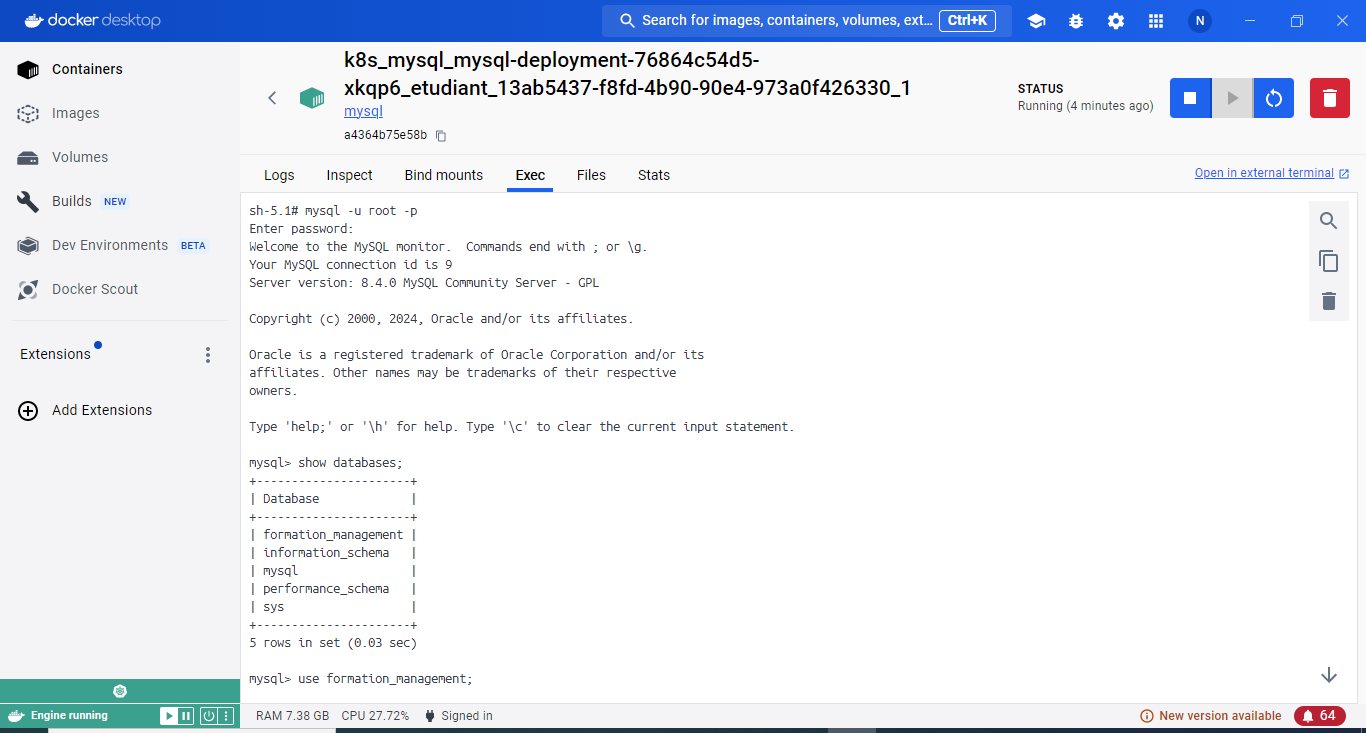 docker desktop
Search for images, containers, volumes, ext... Ctrl+K
N
Containers
Images
Volumes
Builds NEW
Dev Environments BETA
Docker Scout
Extensions
Add Extensions
k8s_mysql_mysql-deployment-76864c54d5-
xkqp6_etudiant_13ab5437-f8fd-4b90-90e4-973a0f426330_1
mysql
a4364b75e58b
STATUS
Running (4 minutes ago)
Logs Inspect Bind mounts Exec Files Stats
Open in external terminal
sh-5.1# mysql -u root -p
Enter password:
Welcome to the MySQL monitor.  Commands end with ; or \g.
Your MySQL connection id is 9
Server version: 8.4.0 MySQL Community Server - GPL
Copyright (c) 2000, 2024, Oracle and/or its affiliates.
Oracle is a registered trademark of Oracle Corporation and/or its
affiliates. Other names may be trademarks of their respective
owners.
Type 'help;' or '\h' for help. Type '\c' to clear the current input statement.
mysql> show databases;
+----------------------+
| Database             |
+----------------------+
| formation_management |
| information_schema   |
| mysql                |
| performance_schema   |
| sys                  |
+----------------------+
5 rows in set (0.03 sec)
mysql> use formation_management;
Engine running
RAM 7.38 GB CPU 27.72% Signed in
New version available 64